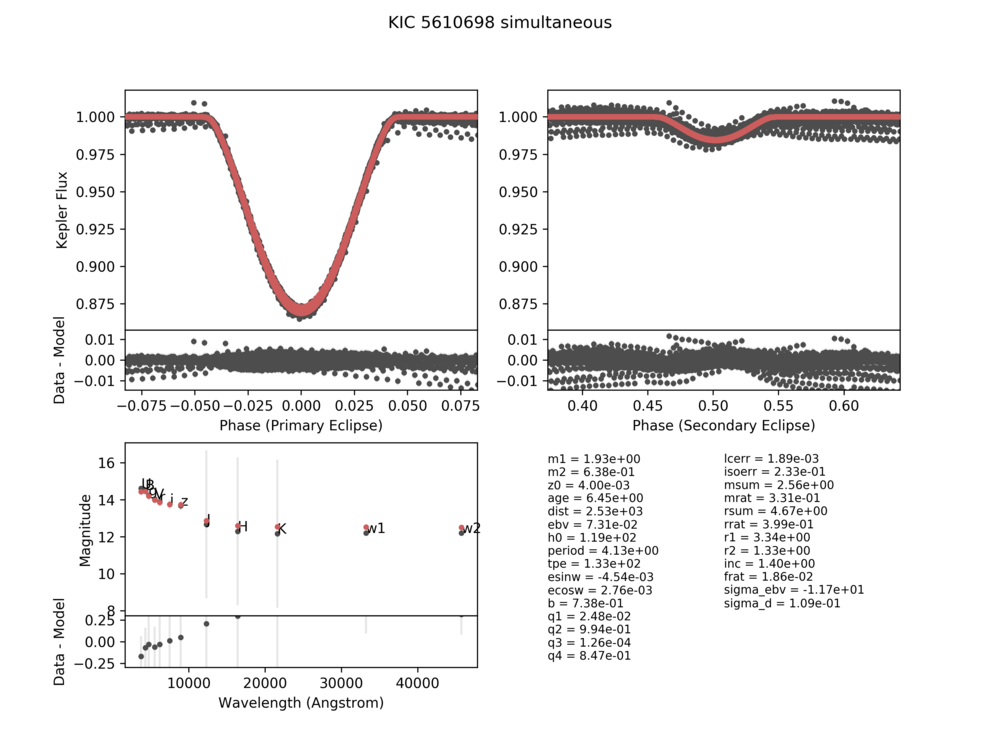 KIC 5610698 simultaneous
1.000
0.975
0.950
0.925
0.900
0.875
Kepler Flux
0.01
0.00
−0.01
Data - Model
−0.075 −0.050 −0.025 0.000 0.025 0.050 0.075
Phase (Primary Eclipse)
1.000
0.975
0.950
0.925
0.900
0.875
0.01
0.00
−0.01
0.40 0.45 0.50 0.55 0.60
Phase (Secondary Eclipse)
16
14
12
10
8
Magnitude
B
V
r i z
J
H
K
w1
w2
0.25
0.00
−0.25
Data - Model
10000 20000 30000 40000
Wavelength (Angstrom)
m1 = 1.93e+00
m2 = 6.38e-01
z0 = 4.00e-03
age = 6.45e+00
dist = 2.53e+03
ebv = 7.31e-02
h0 = 1.19e+02
period = 4.13e+00
tpe = 1.33e+02
esinw = -4.54e-03
ecosw = 2.76e-03
b = 7.38e-01
q1 = 2.48e-02
q2 = 9.94e-01
q3 = 1.26e-04
q4 = 8.47e-01
lcerr = 1.89e-03
isoerr = 2.33e-01
msum = 2.56e+00
mrat = 3.31e-01
rsum = 4.67e+00
rrat = 3.99e-01
r1 = 3.34e+00
r2 = 1.33e+00
inc = 1.40e+00
frat = 1.86e-02
sigma_ebv = -1.17e+01
sigma_d = 1.09e-01